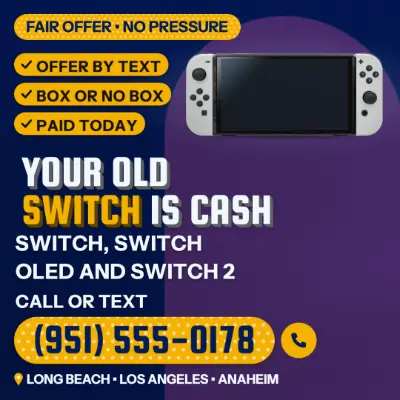 FAIR OFFER • NO PRESSURE
OFFER BY TEXT
BOX OR NO BOX
PAID TODAY
YOUR OLD
SWITCH IS CASH
SWITCH, SWITCH
OLED AND SWITCH 2
CALL OR TEXT
(951) 555-0178
LONG BEACH • LOS ANGELES • ANAHEIM